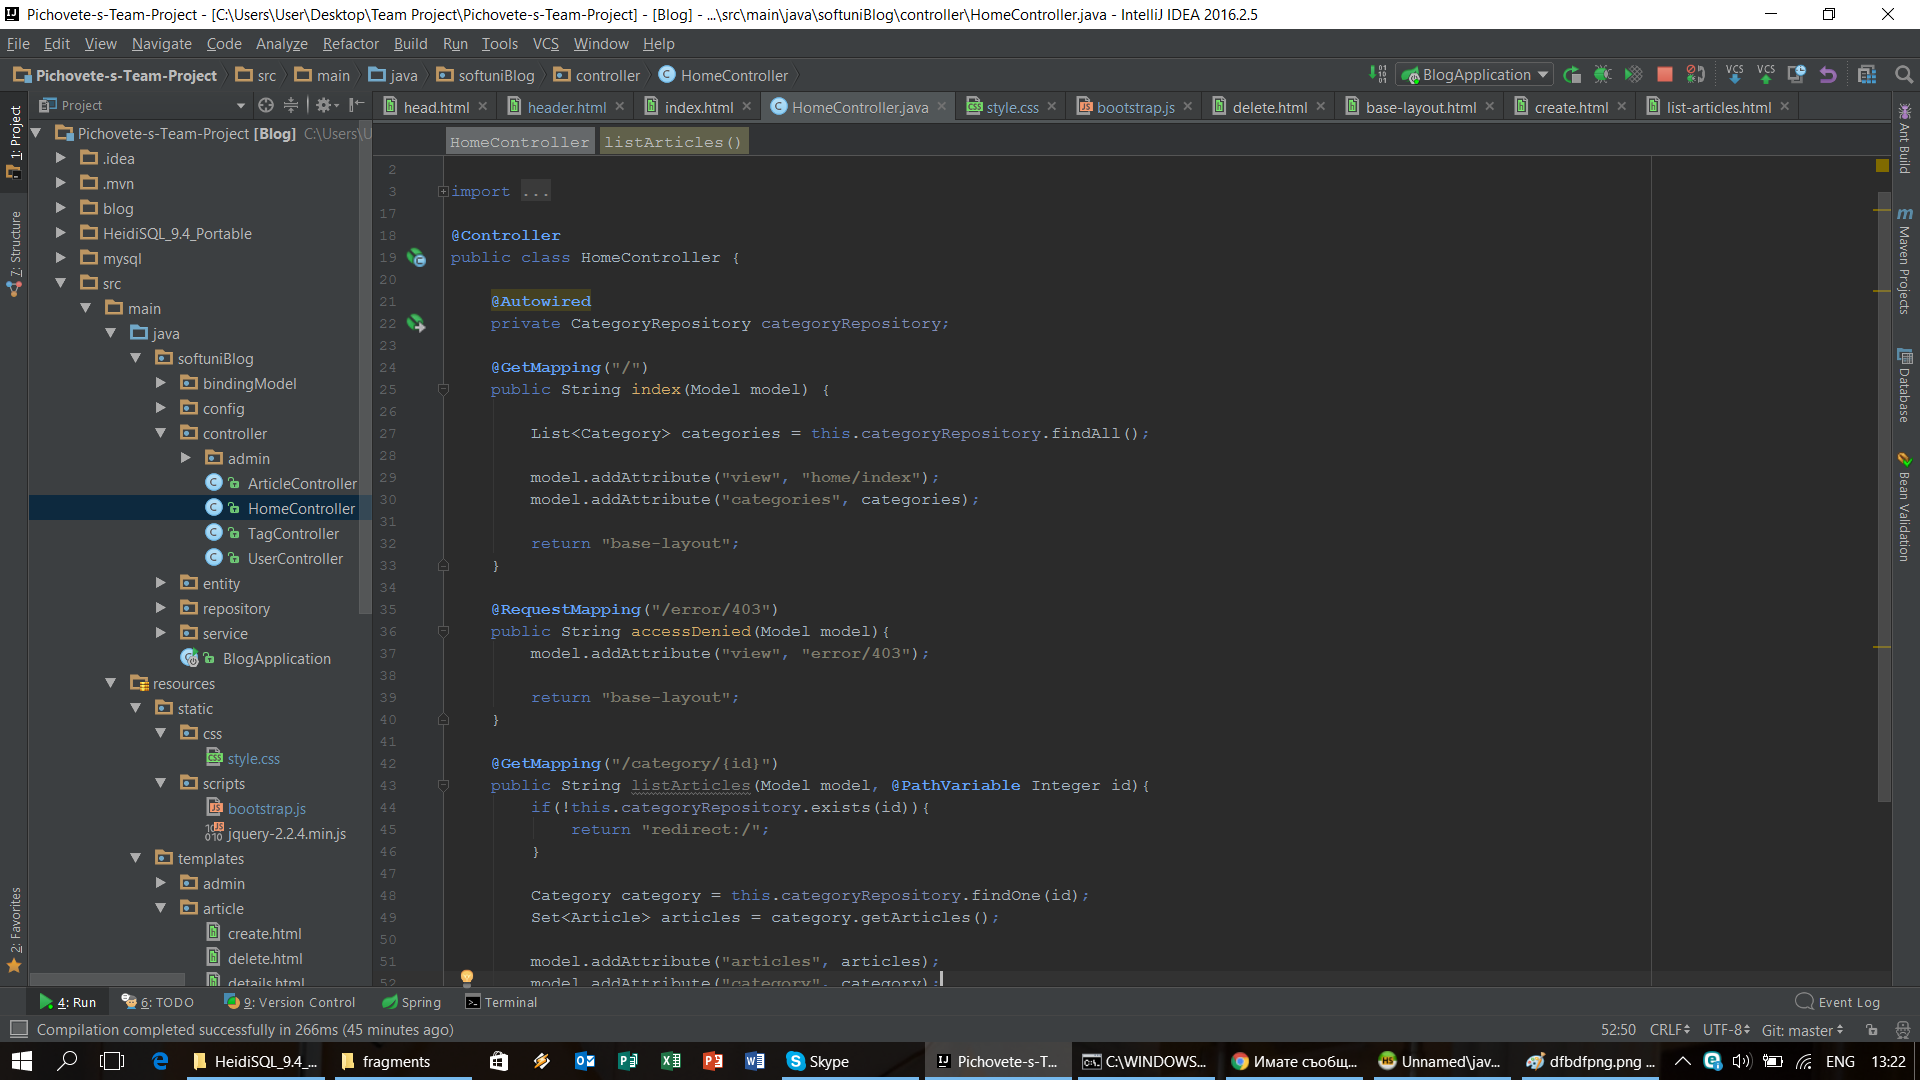 Pichovete-s-Team-Project - [C:\Users\User\Desktop\Team Project\Pichovete-s-Team-Project] - [Blog] - ...\src\main\java\softuniBlog\controller\HomeController.java - IntelliJ IDEA 2016.2.5
File Edit View Navigate Code Analyze Refactor Build Run Tools VCS Window Help
Pichovete-s-Team-Project src main java softuniBlog controller HomeController BlogApplication VCS VCS
Project head.html header.html index.html HomeController.java style.css bootstrap.js delete.html base-layout.html create.html list-articles.html
HomeController listArticles()
1: Project
7: Structure
2: Favorites
Pichovete-s-Team-Project [Blog] C:\Users\U
.idea
.mvn
blog
HeidiSQL_9.4_Portable
mysql
src
main
java
softuniBlog
bindingModel
config
controller
admin
ArticleController
HomeController
TagController
UserController
entity
repository
service
BlogApplication
resources
static
css
style.css
scripts
bootstrap.js
jquery-2.2.4.min.js
templates
admin
article
create.html
delete.html
details.html
2
3 import ...
17
18 @Controller
19 public class HomeController {
20
21 @Autowired
22 private CategoryRepository categoryRepository;
23
24 @GetMapping("/")
25 public String index(Model model) {
26
27 List<Category> categories = this.categoryRepository.findAll();
28
29 model.addAttribute("view", "home/index");
30 model.addAttribute("categories", categories);
31
32 return "base-layout";
33 }
34
35 @RequestMapping("/error/403")
36 public String accessDenied(Model model){
37 model.addAttribute("view", "error/403");
38
39 return "base-layout";
40 }
41
42 @GetMapping("/category/{id}")
43 public String listArticles(Model model, @PathVariable Integer id){
44 if(!this.categoryRepository.exists(id)){
45 return "redirect:/";
46 }
47
48 Category category = this.categoryRepository.findOne(id);
49 Set<Article> articles = category.getArticles();
50
51 model.addAttribute("articles", articles);
52 model.addAttribute("category", category);
Ant Build
Maven Projects
Database
Bean Validation
4: Run 6: TODO 9: Version Control Spring Terminal Event Log
Compilation completed successfully in 266ms (45 minutes ago) 52:50 CRLF UTF-8 Git: master
HeidiSQL_9.4_... fragments Skype Pichovete-s-T... C:\WINDOWS... Имате съобщ... Unnamed\jav... dfbdfpng.png ... ENG 13:22